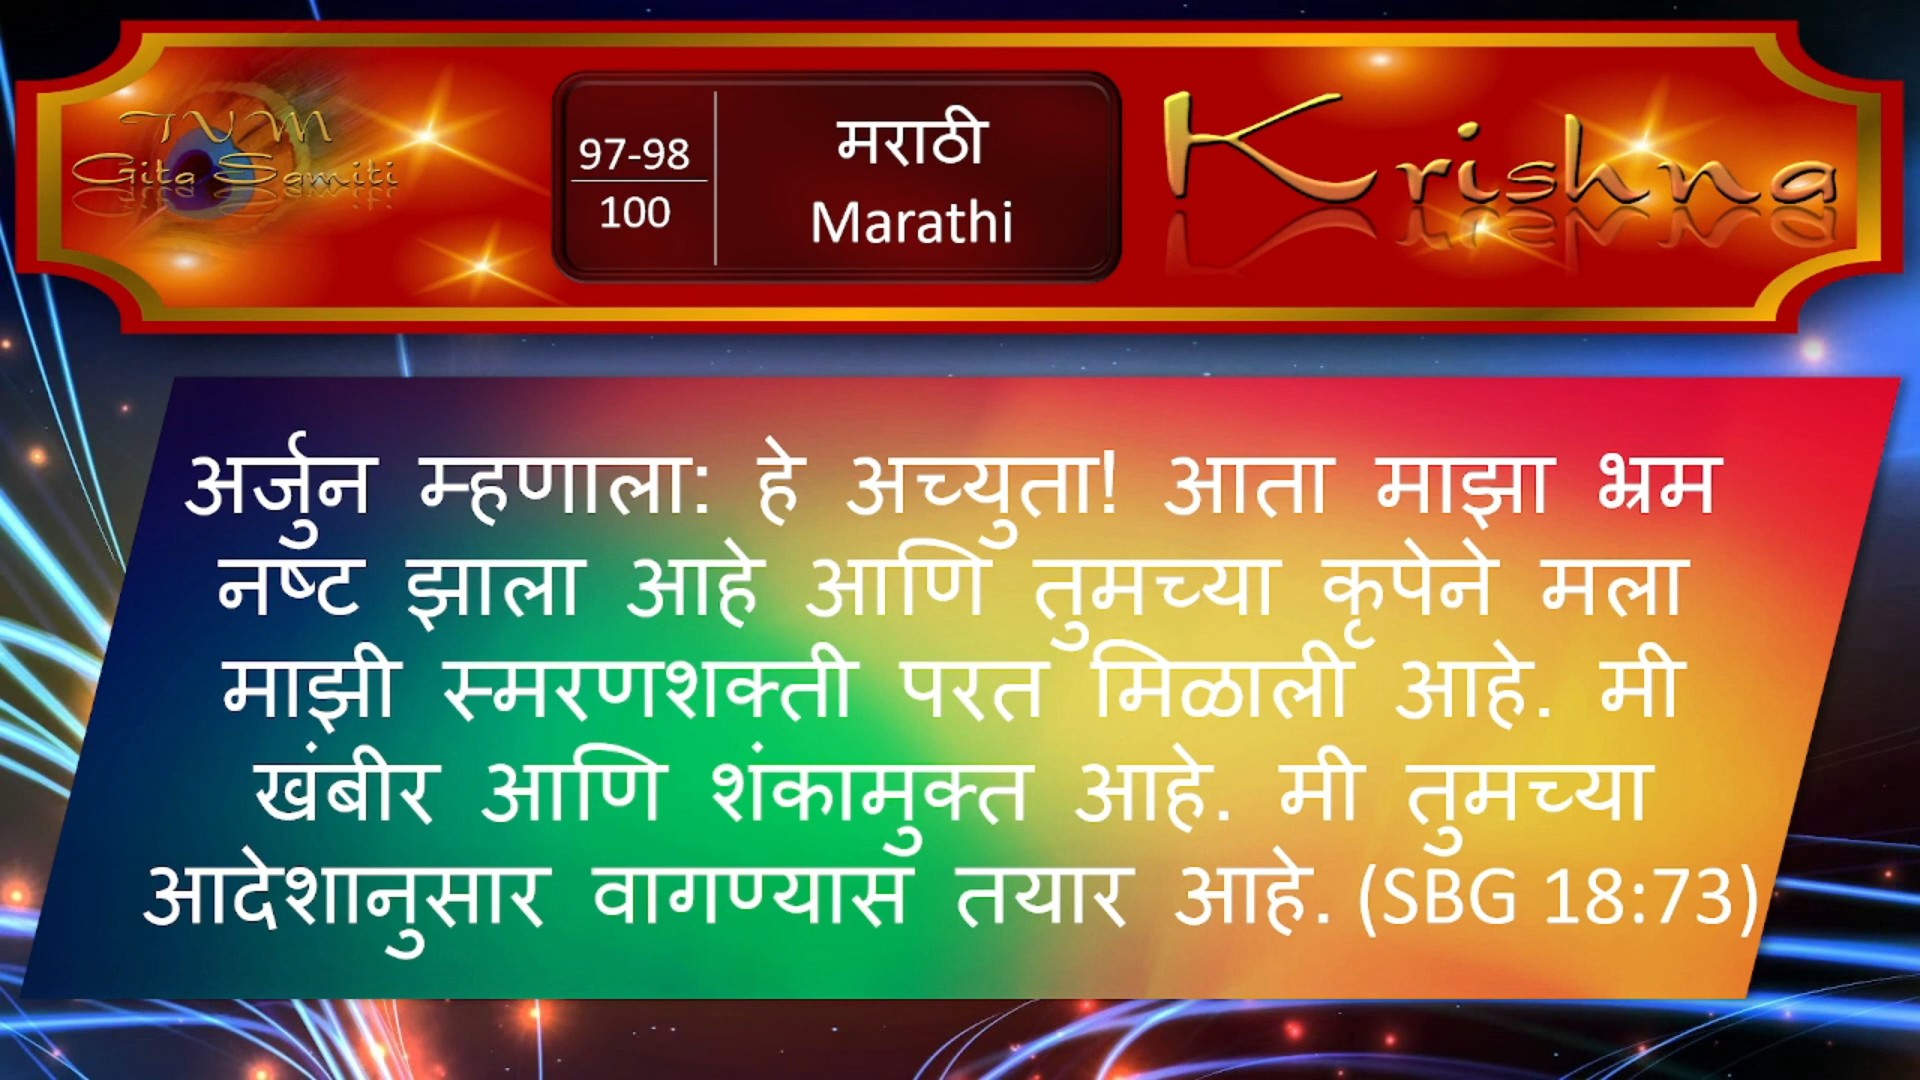 TVM
Gita Samiti
97-98
100
मराठी
Marathi
Krishna
अर्जुन म्हणाला: हे अच्युता! आता माझा भ्रम
नष्ट झाला आहे आणि तुमच्या कृपेने मला
माझी स्मरणशक्ती परत मिळाली आहे. मी
खंबीर आणि शंकामुक्त आहे. मी तुमच्या
आदेशानुसार वागण्यास तयार आहे. (SBG 18:73)